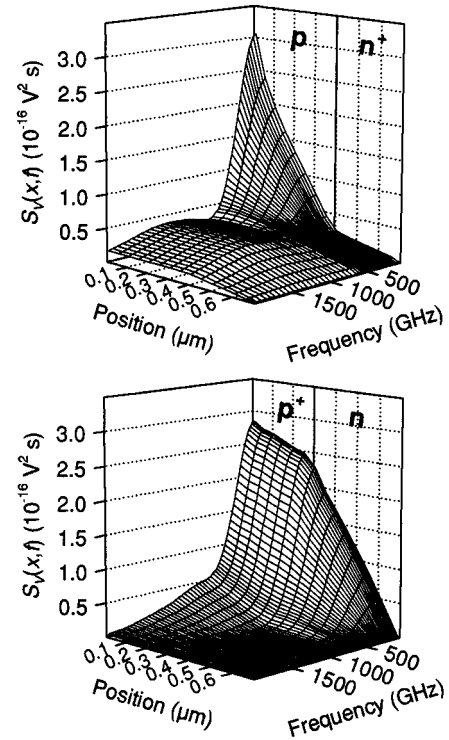 p n+
3.0
2.5
2.0
1.5
1.0
0.5
SV(x,f) (10-16 V2 s)
0.1 0.2 0.3 0.4 0.5 0.6
Position (μm)
500
1000
1500
Frequency (GHz)
p+ n
3.0
2.5
2.0
1.5
1.0
0.5
SV(x,f) (10-16 V2 s)
0.1 0.2 0.3 0.4 0.5 0.6
Position (μm)
500
1000
1500
Frequency (GHz)